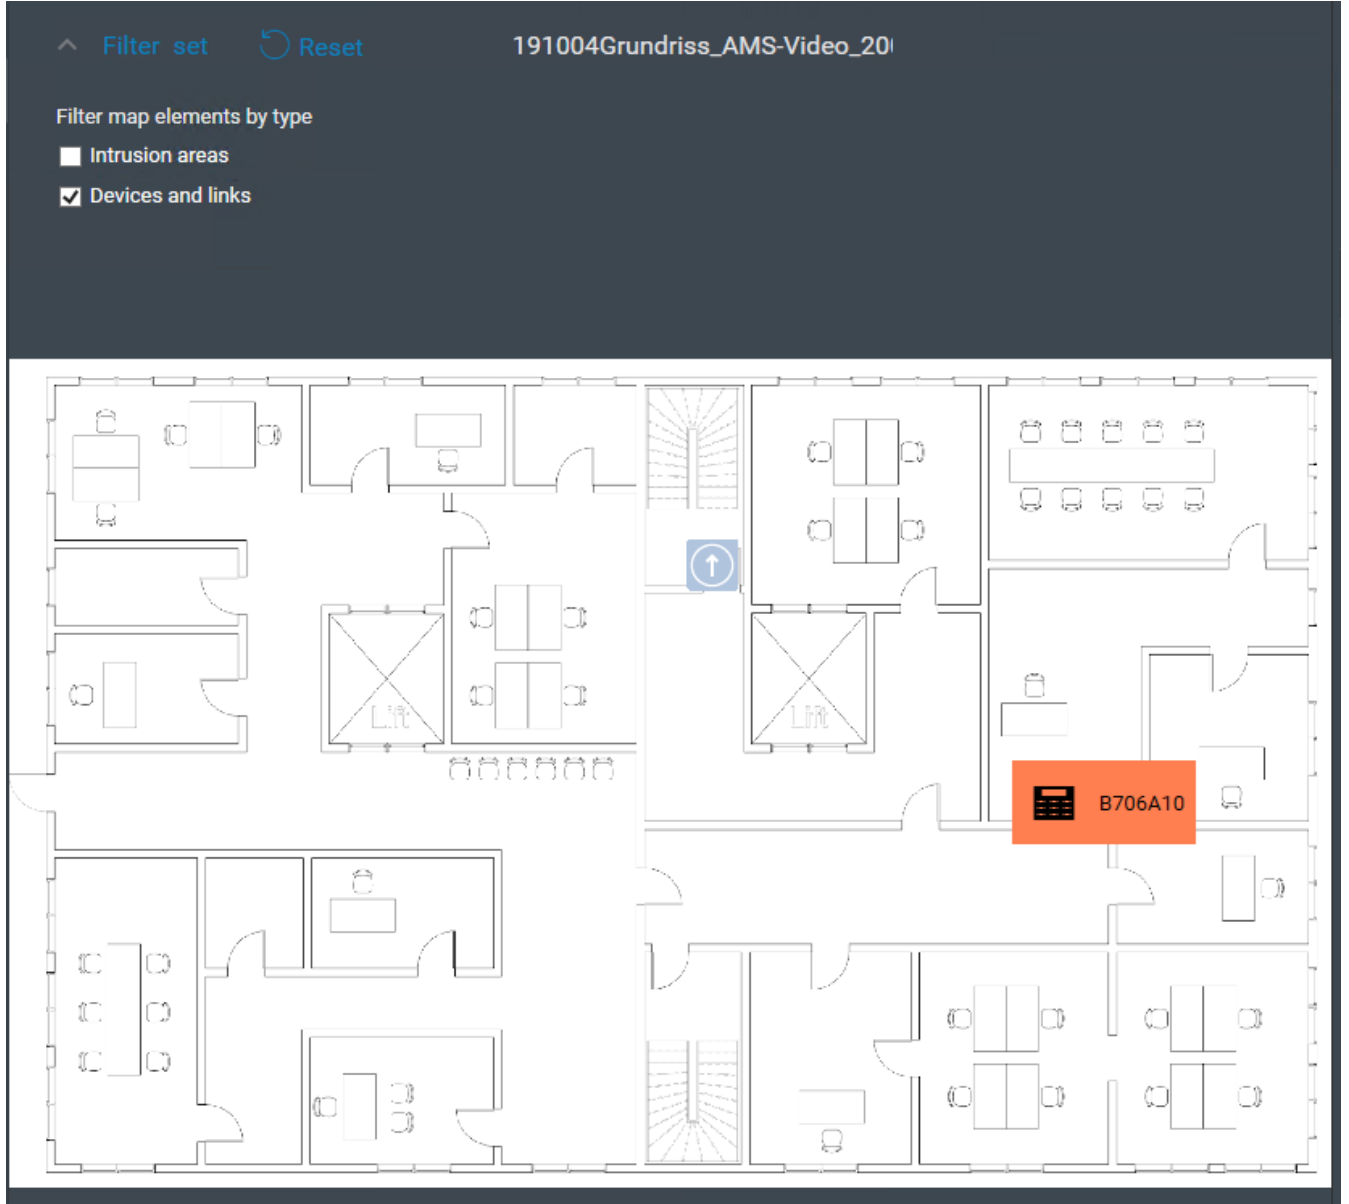 Filter set
Reset
191004Grundriss_AMS-Video_20
Filter map elements by type
Intrusion areas
Devices and links
Lift
Lift
B706A10